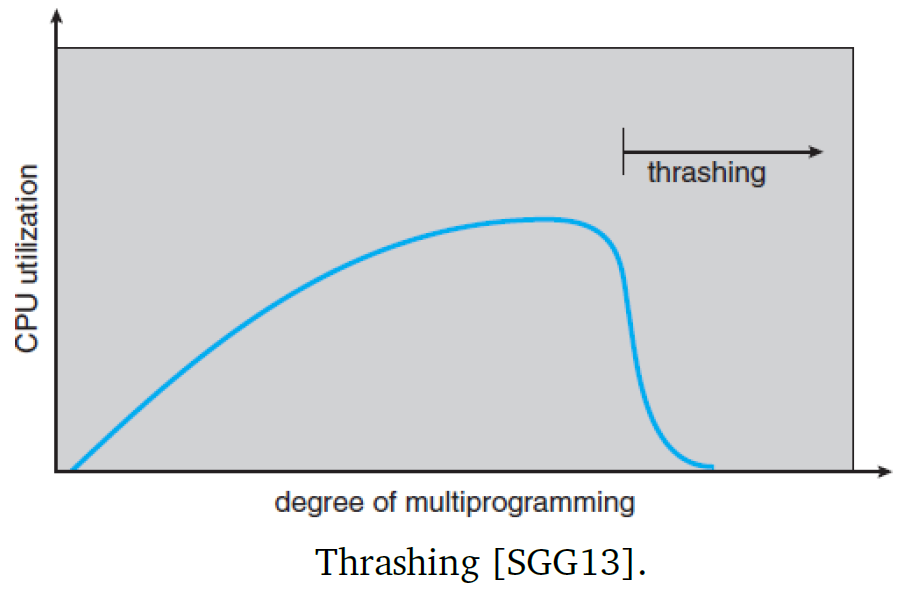 thrashing
CPU utilization
degree of multiprogramming
Thrashing [SGG13].